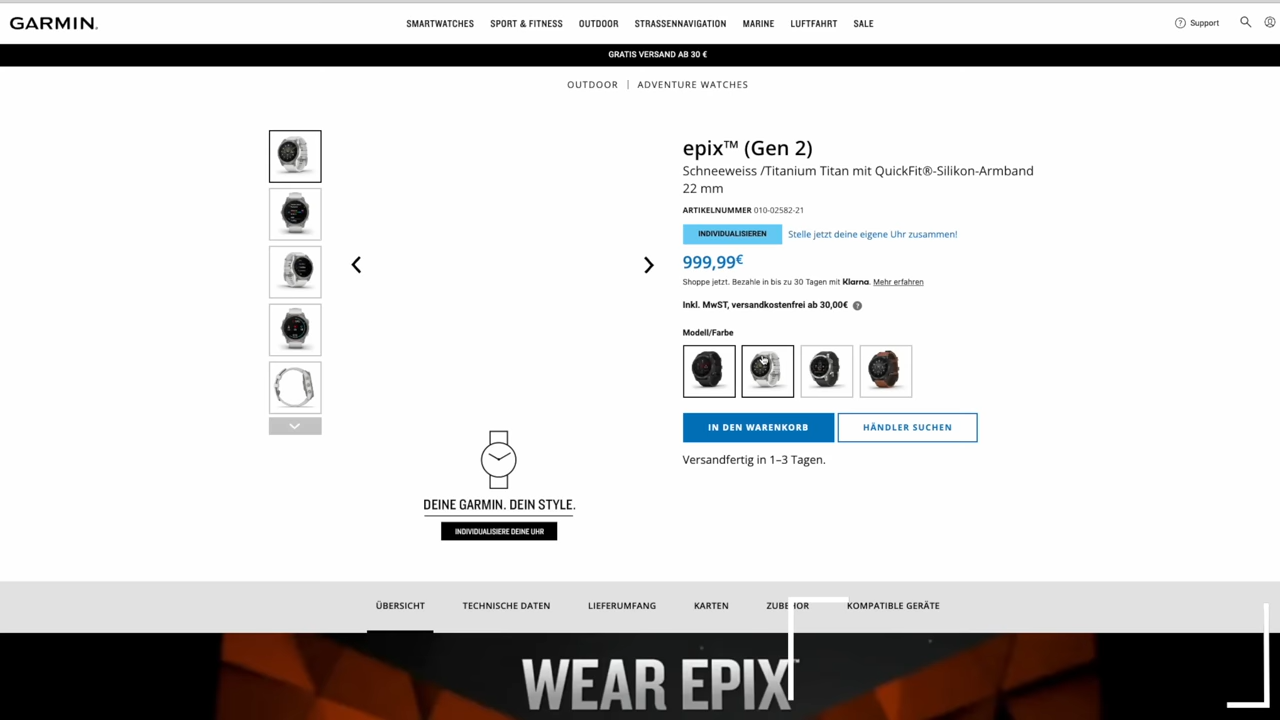 GARMIN.
SMARTWATCHES SPORT & FITNESS OUTDOOR STRASSENNAVIGATION MARINE LUFTFAHRT SALE
Support
GRATIS VERSAND AB 30 €
OUTDOOR | ADVENTURE WATCHES
epix™ (Gen 2)
Schneeweiss /Titanium Titan mit QuickFit®-Silikon-Armband
22 mm
ARTIKELNUMMER 010-02582-21
INDIVIDUALISIEREN Stelle jetzt deine eigene Uhr zusammen!
999,99€
Shoppe jetzt. Bezahle in bis zu 30 Tagen mit Klarna. Mehr erfahren
Inkl. MwST, versandkostenfrei ab 30,00€
Modell/Farbe
IN DEN WARENKORB HÄNDLER SUCHEN
Versandfertig in 1–3 Tagen.
DEINE GARMIN. DEIN STYLE.
INDIVIDUALISIERE DEINE UHR
ÜBERSICHT TECHNISCHE DATEN LIEFERUMFANG KARTEN ZUBEHÖR KOMPATIBLE GERÄTE
WEAR EPIX™